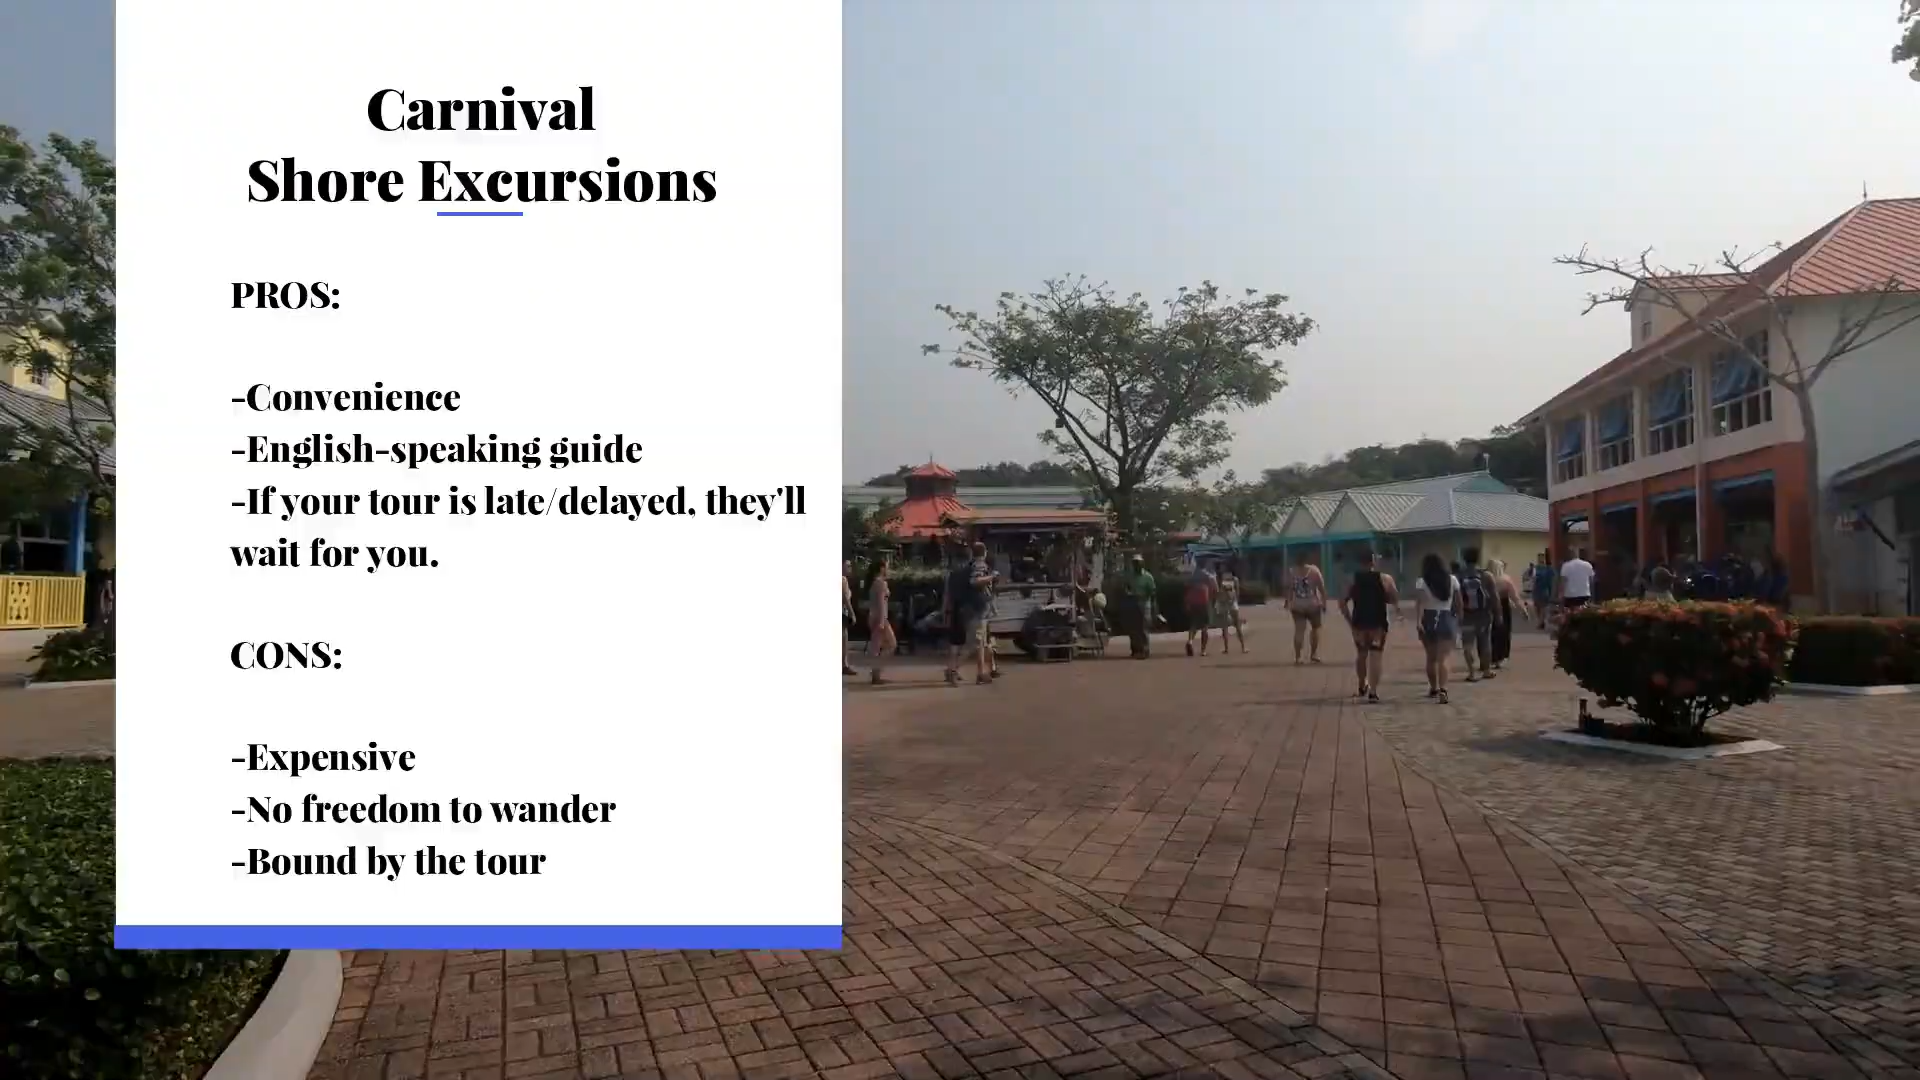 Carnival
Shore Excursions
PROS:
-Convenience
-English-speaking guide
-If your tour is late/delayed, they'll
wait for you.
CONS:
-Expensive
-No freedom to wander
-Bound by the tour